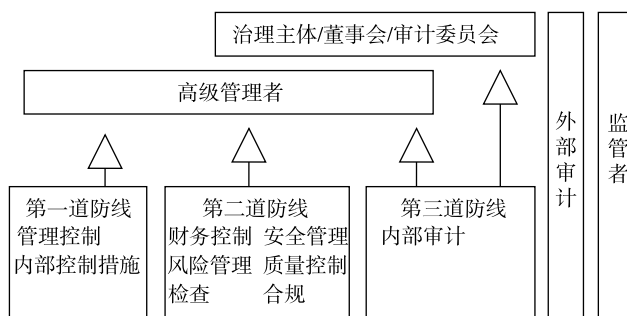 治理主体/董事会/审计委员会
高级管理者
第一道防线
管理控制
内部控制措施
第二道防线
财务控制 安全管理
风险管理 质量控制
检查 合规
第三道防线
内部审计
外部审计
监管者